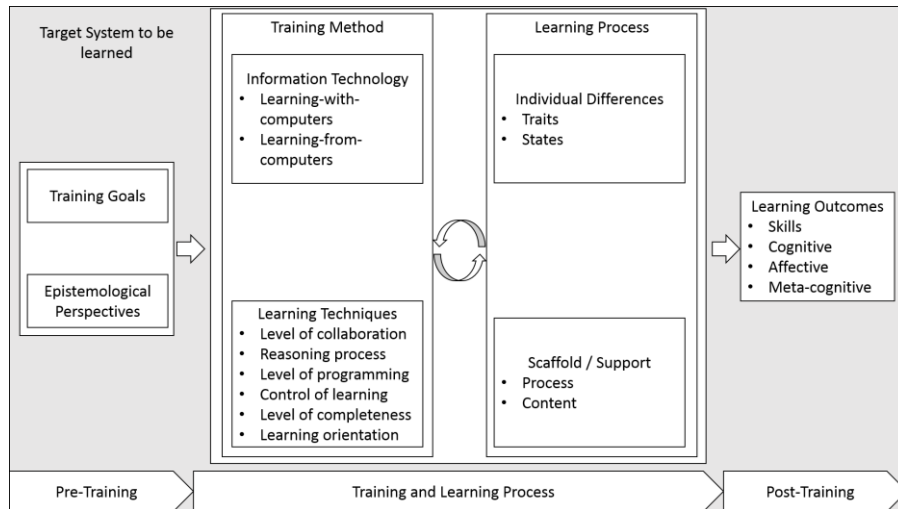 Target System to be
learned
Training Goals
Epistemological
Perspectives
Training Method
Information Technology
• Learning-with-
computers
• Learning-from-
computers
Learning Techniques
• Level of collaboration
• Reasoning process
• Level of programming
• Control of learning
• Level of completeness
• Learning orientation
Learning Process
Individual Differences
• Traits
• States
Scaffold / Support
• Process
• Content
Learning Outcomes
• Skills
• Cognitive
• Affective
• Meta-cognitive
Pre-Training
Training and Learning Process
Post-Training